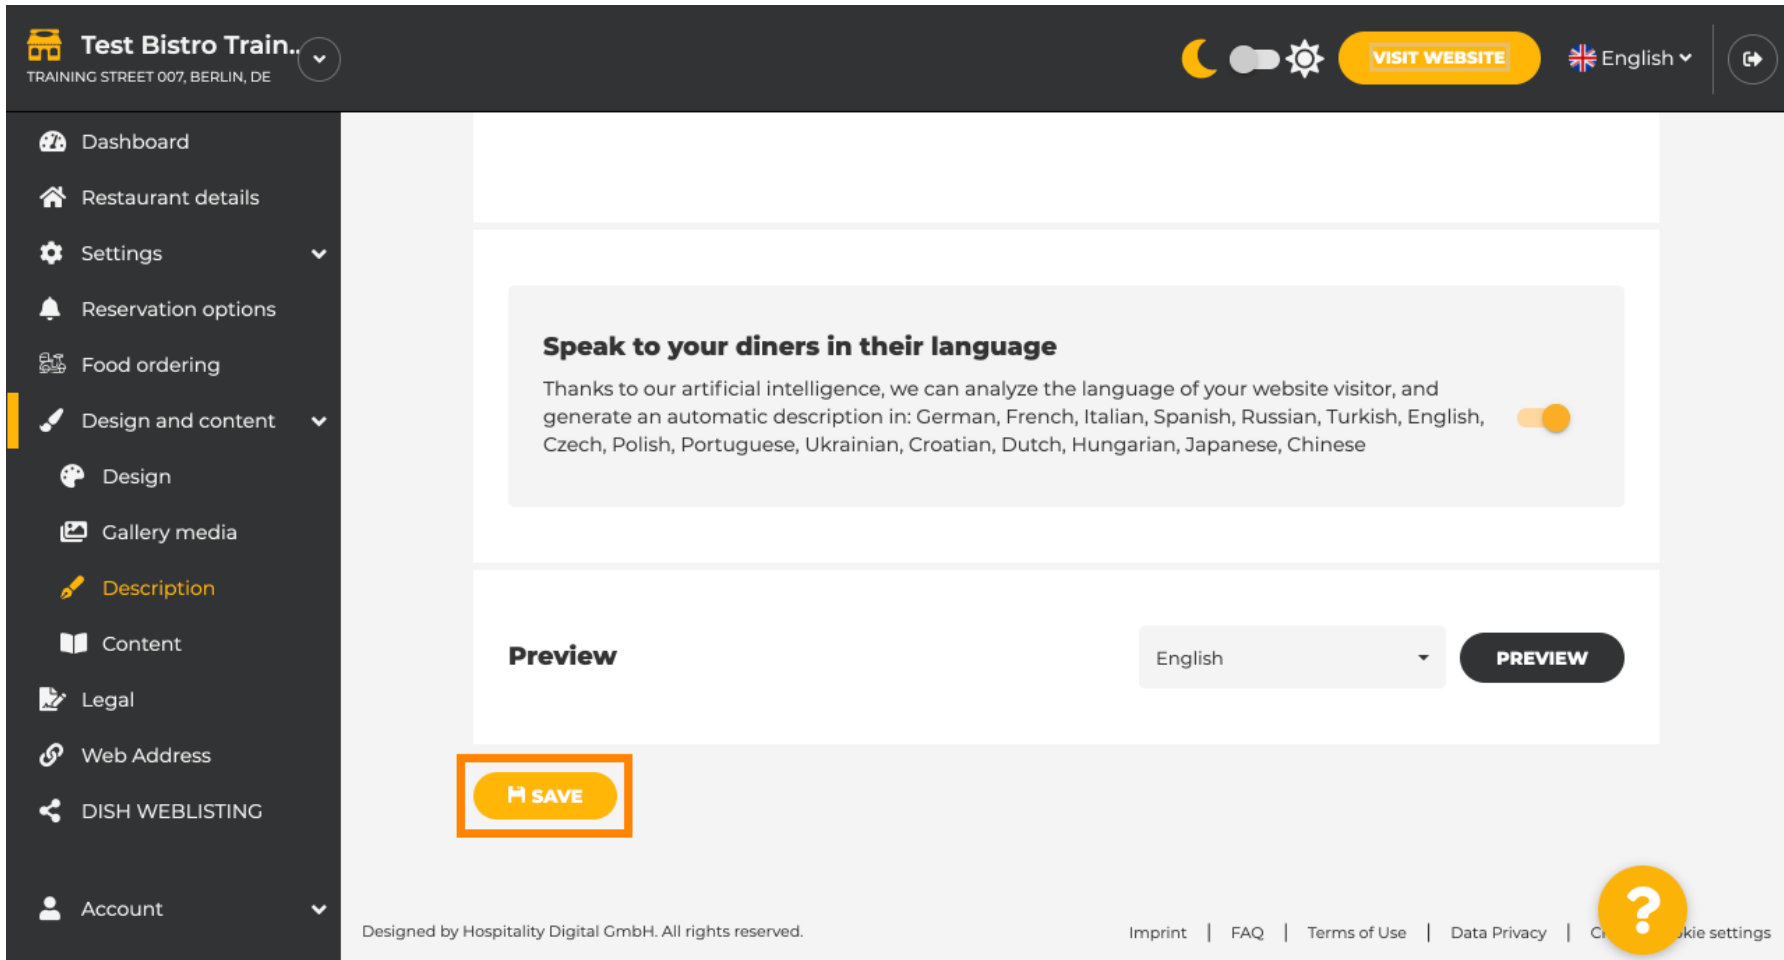 Test Bistro Train..
TRAINING STREET 007, BERLIN, DE
VISIT WEBSITE
English
Dashboard
Restaurant details
Settings
Reservation options
Food ordering
Design and content
Design
Gallery media
Description
Content
Legal
Web Address
DISH WEBLISTING
Account
Speak to your diners in their language
Thanks to our artificial intelligence, we can analyze the language of your website visitor, and
generate an automatic description in: German, French, Italian, Spanish, Russian, Turkish, English,
Czech, Polish, Portuguese, Ukrainian, Croatian, Dutch, Hungarian, Japanese, Chinese
Preview
English
PREVIEW
SAVE
Designed by Hospitality Digital GmbH. All rights reserved.
Imprint | FAQ | Terms of Use | Data Privacy | settings
?